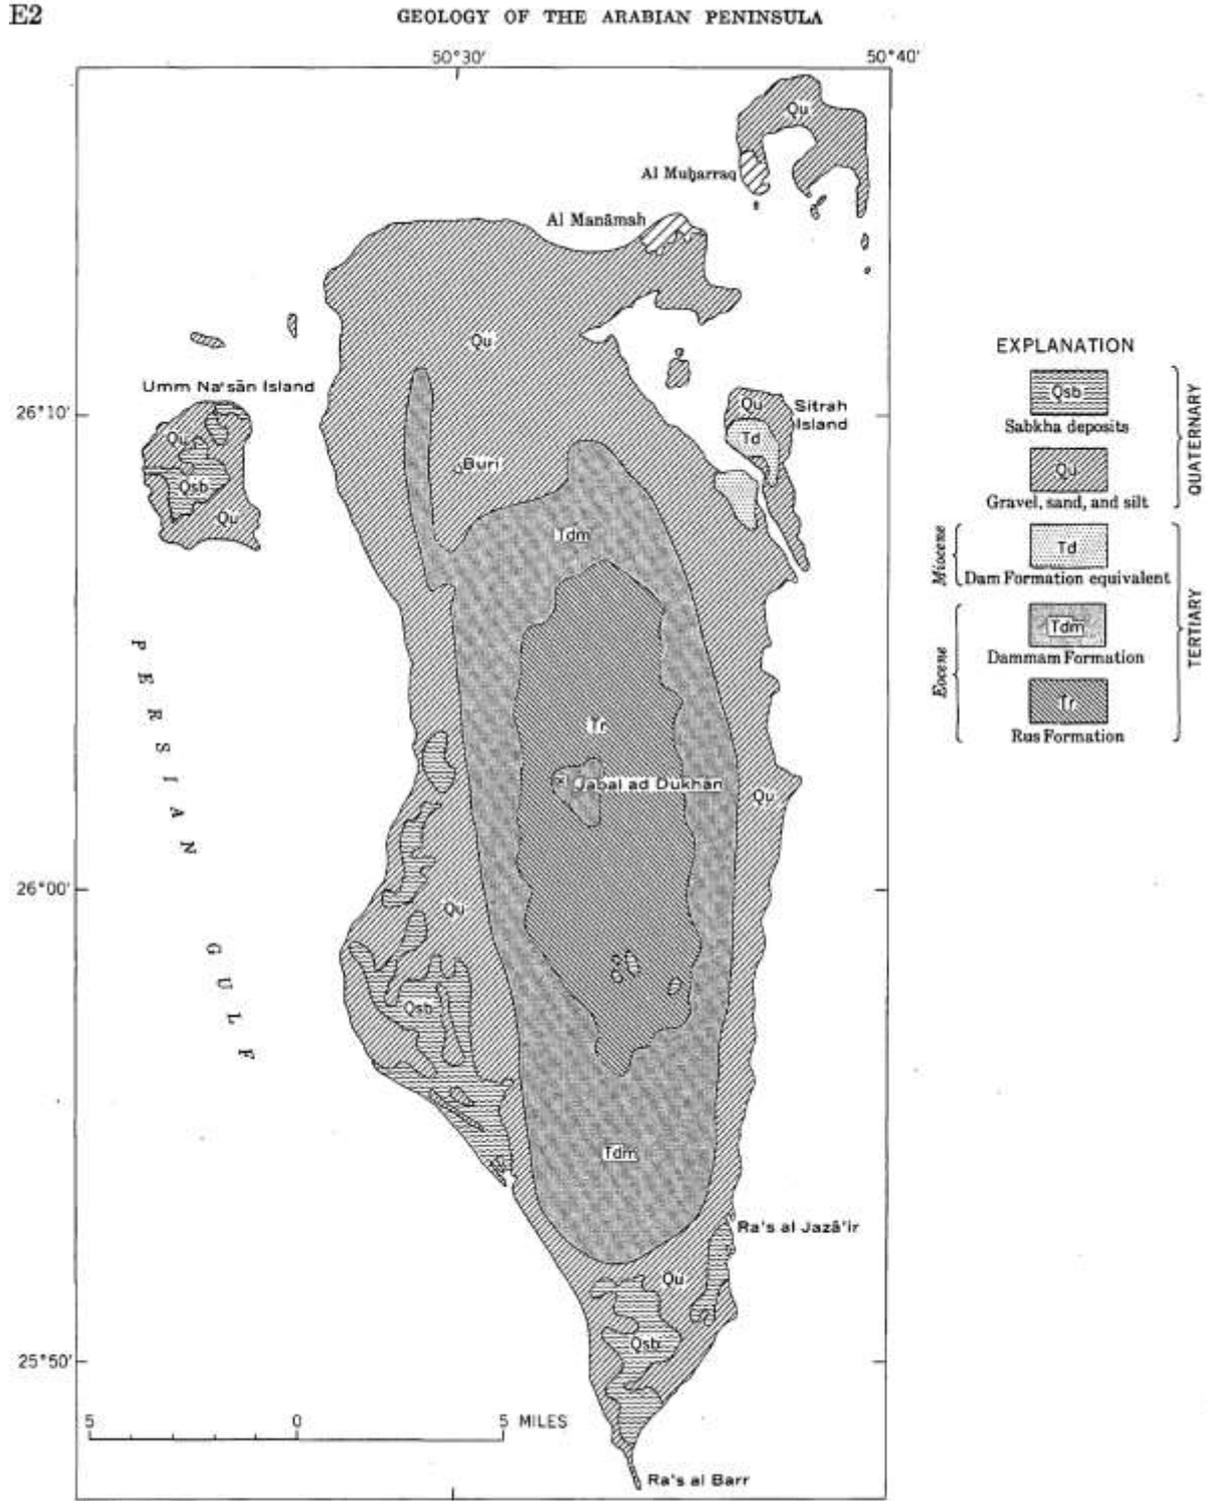 E2
GEOLOGY OF THE ARABIAN PENINSULA
50°30'
50°40'
Qu
Al Muḥarraq
Al Manāmah
Qu
Umm Na'sān Island
26°10'
Qu
Sitrah
Island
Td
Qu
Buri
Qsb
Qu
Tdm
PERSIAN GULF
Tr
Jabal ad Dukhān
Qu
26°00'
Qu
Qsb
Tdm
Ra's al Jazā'ir
Qu
Qsb
25°50'
5 0 5 MILES
Ra's al Barr
EXPLANATION
Qsb
Sabkha deposits
Qu
Gravel, sand, and silt
QUATERNARY
Td
Dam Formation equivalent
Miocene
Tdm
Dammam Formation
Tr
Rus Formation
Eocene
TERTIARY